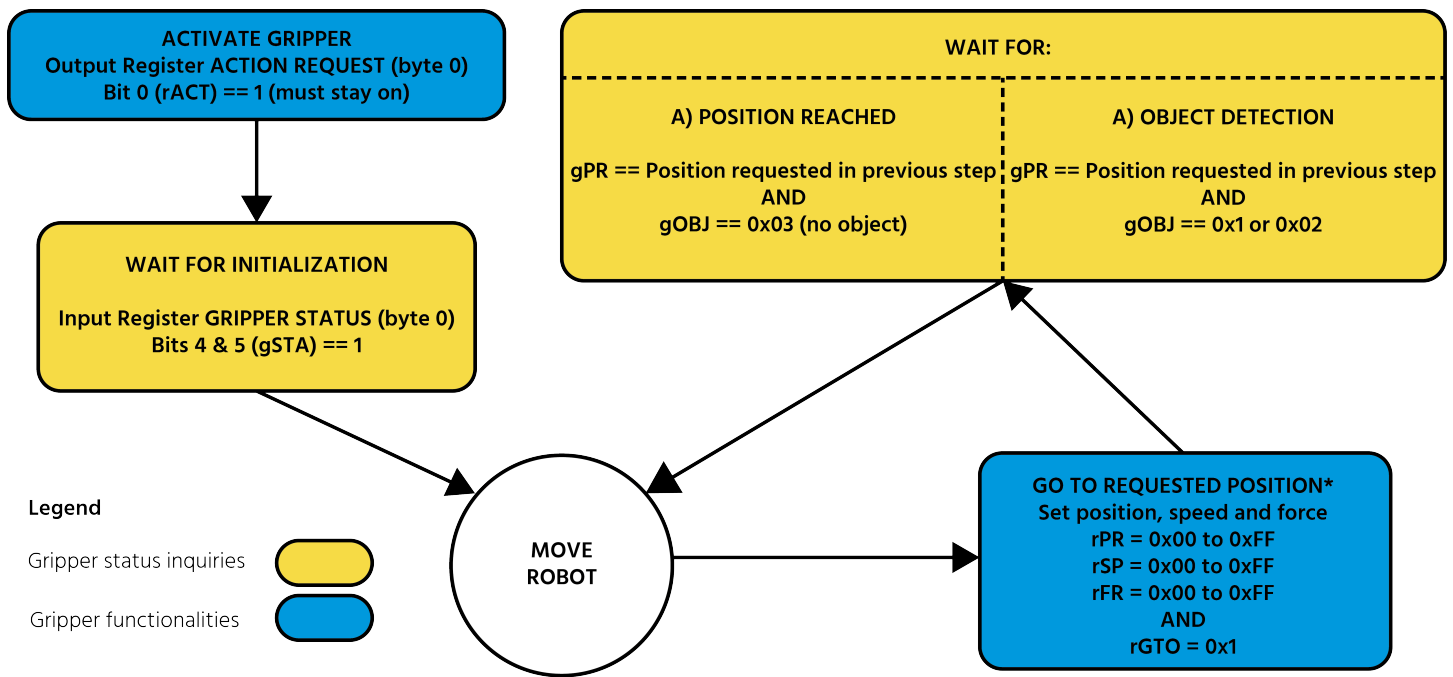 ACTIVATE GRIPPER
Output Register ACTION REQUEST (byte 0)
Bit 0 (rACT) == 1 (must stay on)
WAIT FOR INITIALIZATION
Input Register GRIPPER STATUS (byte 0)
Bits 4 & 5 (gSTA) == 1
WAIT FOR:
A) POSITION REACHED
gPR == Position requested in previous step
AND
gOBJ == 0x03 (no object)
A) OBJECT DETECTION
gPR == Position requested in previous step
AND
gOBJ == 0x1 or 0x02
MOVE
ROBOT
GO TO REQUESTED POSITION*
Set position, speed and force
rPR = 0x00 to 0xFF
rSP = 0x00 to 0xFF
rFR = 0x00 to 0xFF
AND
rGTO = 0x1
Legend
Gripper status inquiries
Gripper functionalities